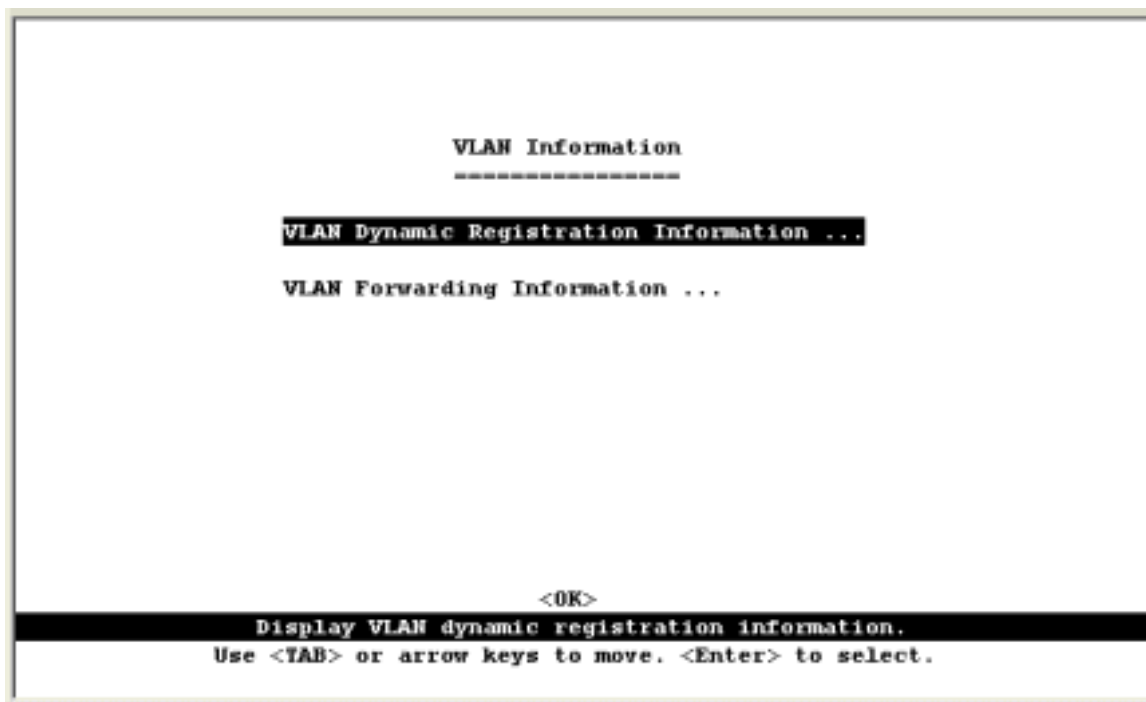 VLAN Information
=================
VLAN Dynamic Registration Information ...
VLAN Forwarding Information ...
<OK>
Display VLAN dynamic registration information.
Use <TAB> or arrow keys to move. <Enter> to select.